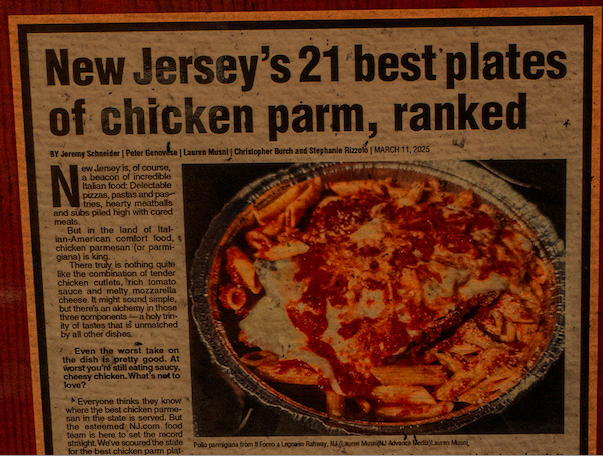 New Jersey's 21 best plates
of chicken parm, ranked
BY Jeremy Schneider | Peter Genovese | Lauren Musni | Christopher Burch and Stephanie Rizzolo | MARCH 11, 2025
New Jersey is, of course,
a beacon of incredible
Italian food: Delectable
pizzas, pastas and pas-
tries, hearty meatballs
and subs piled high with cured
meats.
But in the land of Ital-
ian-American comfort food,
chicken parmesan (or parmi-
giana) is king.
There truly is nothing quite
like the combination of tender
chicken cutlets, rich tomato
sauce and melty mozzarella
cheese. It might sound simple,
but there's an alchemy in those
three components — a holy trin-
ity of tastes that is unmatched
by all other dishes.
Even the worst take on
the dish is pretty good. At
worst you're still eating saucy,
cheesy chicken. What's not to
love?
Everyone thinks they know
where the best chicken parme-
san in the state is served. But
the esteemed NJ.com food
team is here to set the record
straight. We've scoured the state
for the best chicken parm plat-
Pollo parmigiana from Il Forno a Legna in Rahway, NJ.(Lauren Musni|NJ Advance Media)Lauren Musni,